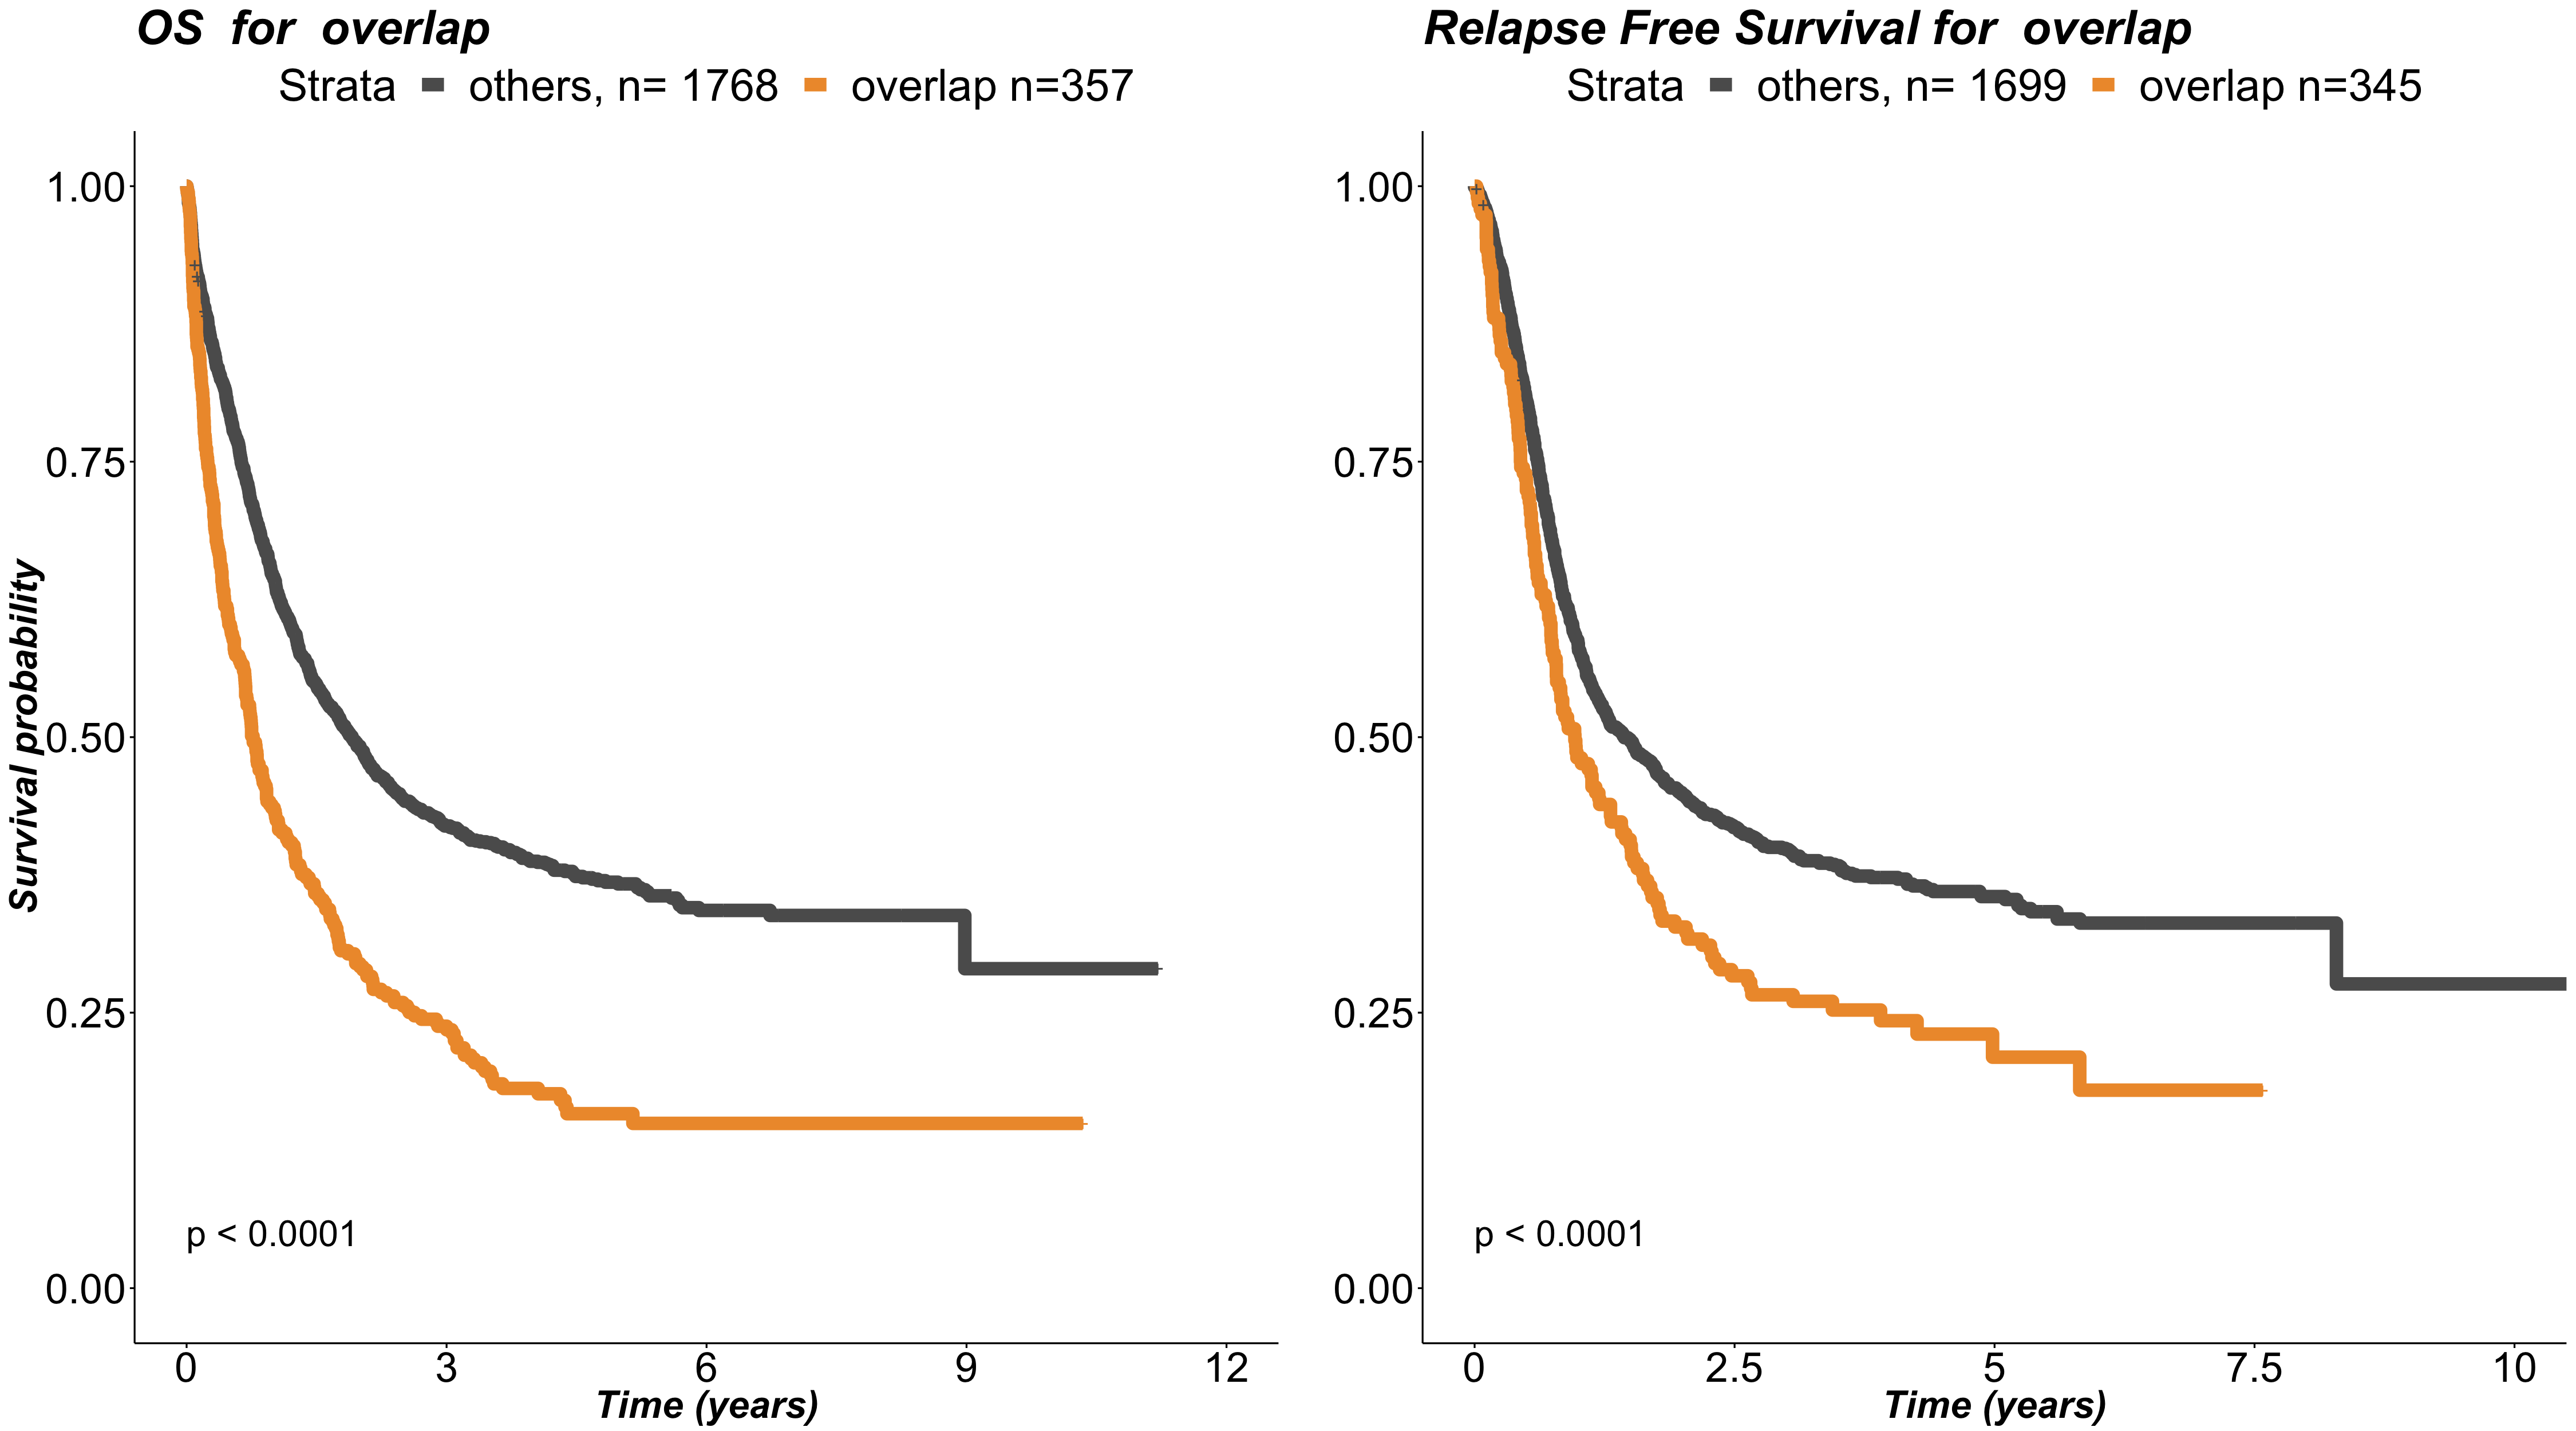 OS for overlap
Strata others, n= 1768 overlap n=357
Survival probability
1.00
0.75
0.50
0.25
0.00
p < 0.0001
0 3 6 9 12
Time (years)
Relapse Free Survival for overlap
Strata others, n= 1699 overlap n=345
1.00
0.75
0.50
0.25
0.00
p < 0.0001
0 2.5 5 7.5 10
Time (years)